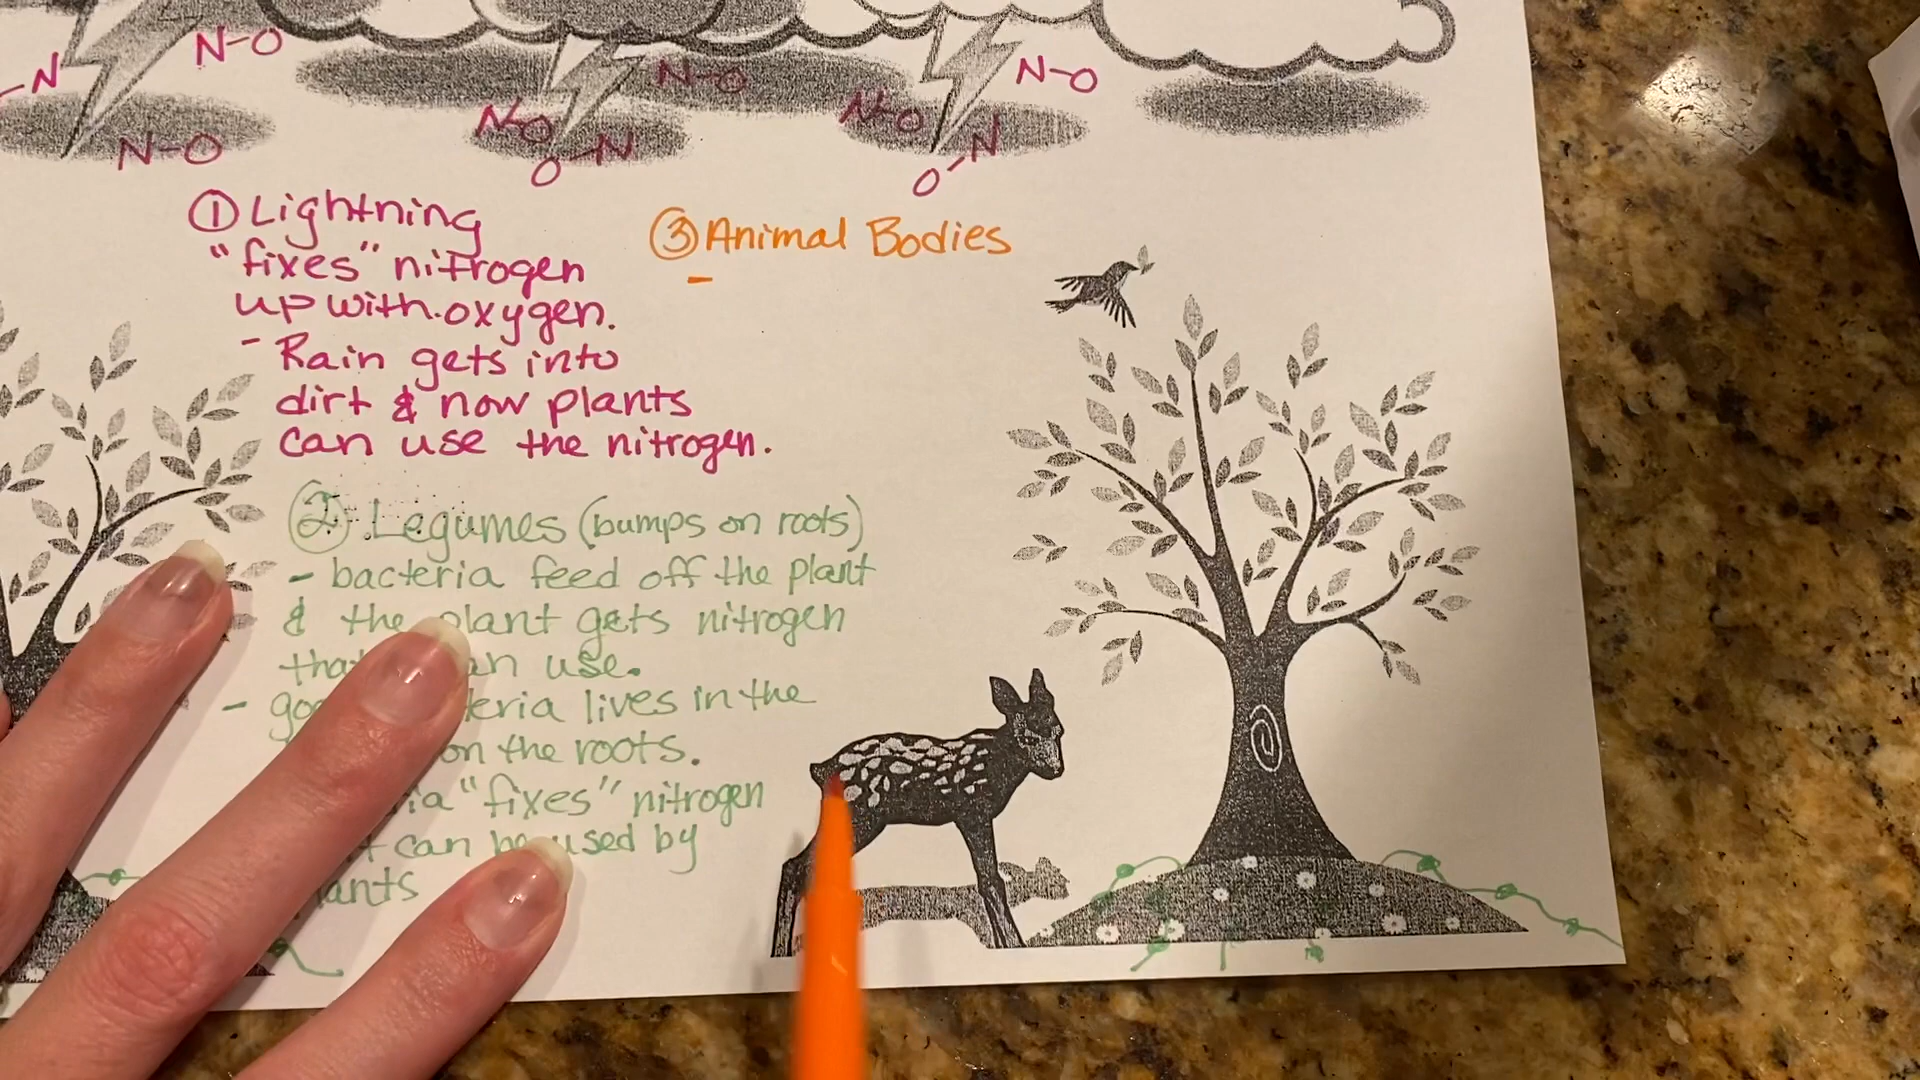 N-O
-N
N-O
N-O
N-O
O-N
N-O
N-O
O-N
N-O
① Lightning
"fixes" nitrogen
up with oxygen.
- Rain gets into
dirt & now plants
can use the nitrogen.
③ Animal Bodies
-
② Legumes (bumps on roots)
- bacteria feed off the plant
& the plant gets nitrogen
use.
- lives in the
on the roots.
"fixes" nitrogen
can be used by